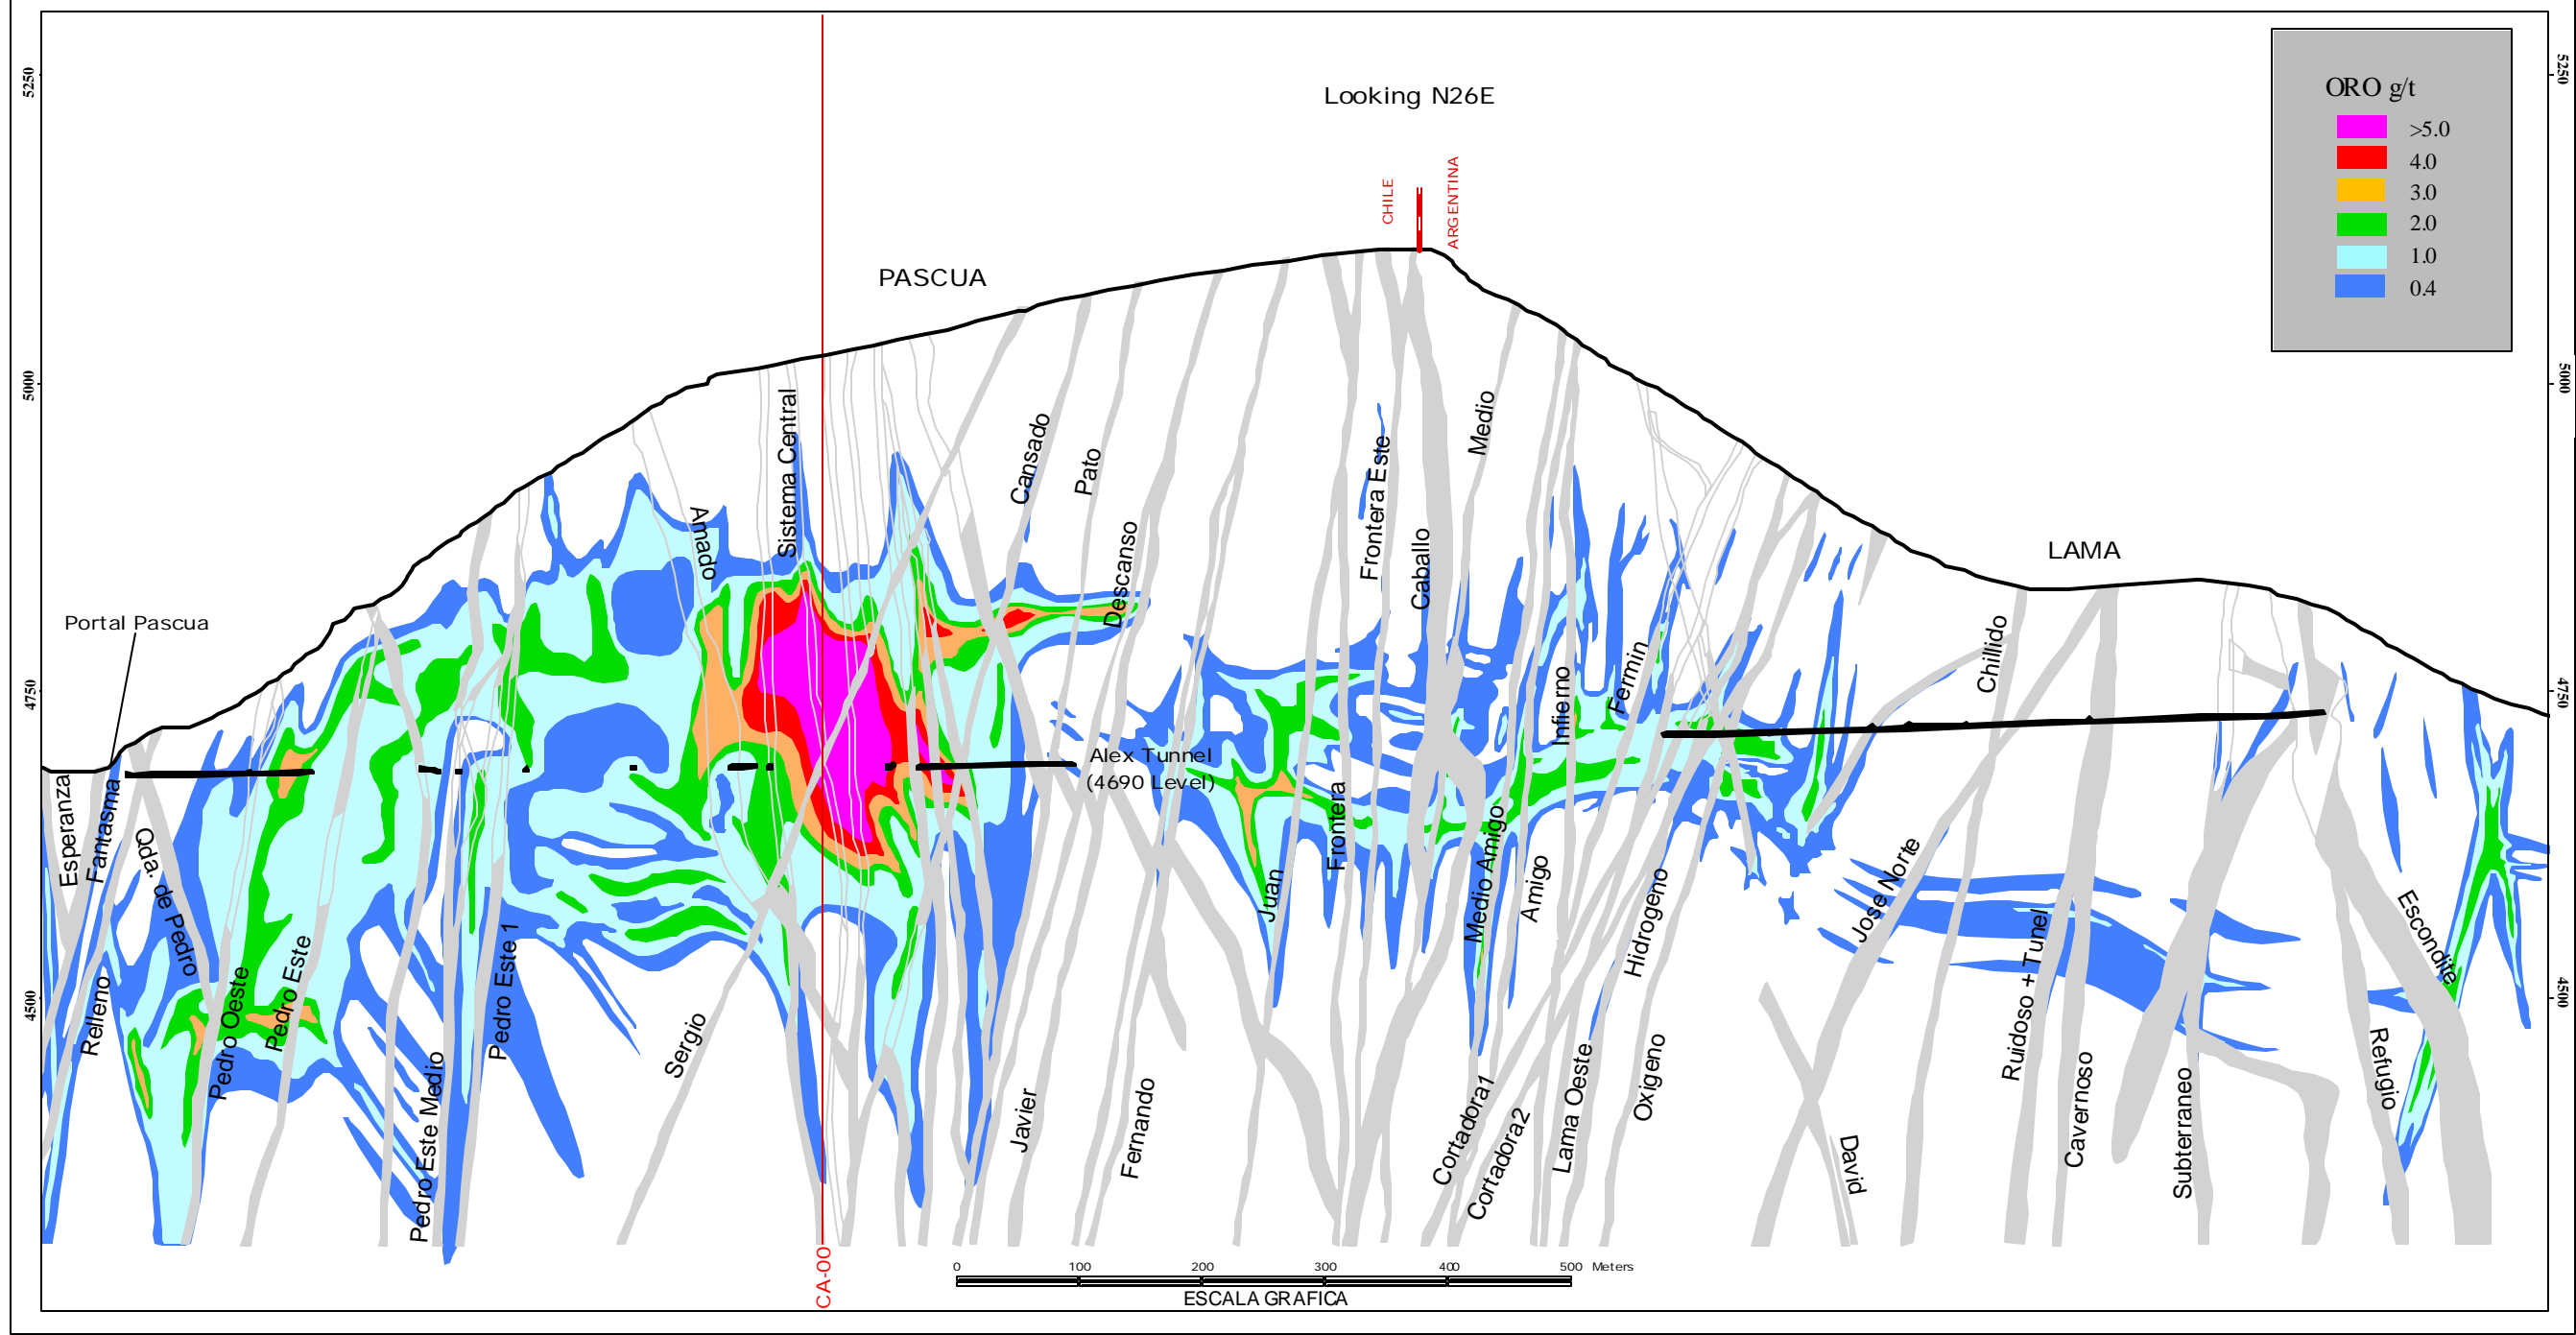 5250
5250
Looking N26E
ORO g/t
>5.0
4.0
3.0
2.0
1.0
0.4
CHILE
ARGENTINA
PASCUA
5000
5000
Sistema Central
Cansado
Pato
Medio
Frontera Este
Amado
Descanso
Caballo
LAMA
Portal Pascua
Chillido
Fermin
Infierno
4750
4750
Alex Tunnel
(4690 Level)
Esperanza
Fantasma
Qda. de Pedro
Frontera
Juan
Medio Amigo
Amigo
Hidrogeno
Jose Norte
Escondite
Relleno
Pedro Oeste
Pedro Este
Pedro Este 1
4500
4500
Ruidoso + Tunel
Sergio
Pedro Este Medio
Javier
Fernando
Cortadora1
Cortadora2
Lama Oeste
Oxigeno
David
Cavernoso
Subterraneo
Refugio
CA-00
0 100 200 300 400 500 Meters
ESCALA GRAFICA